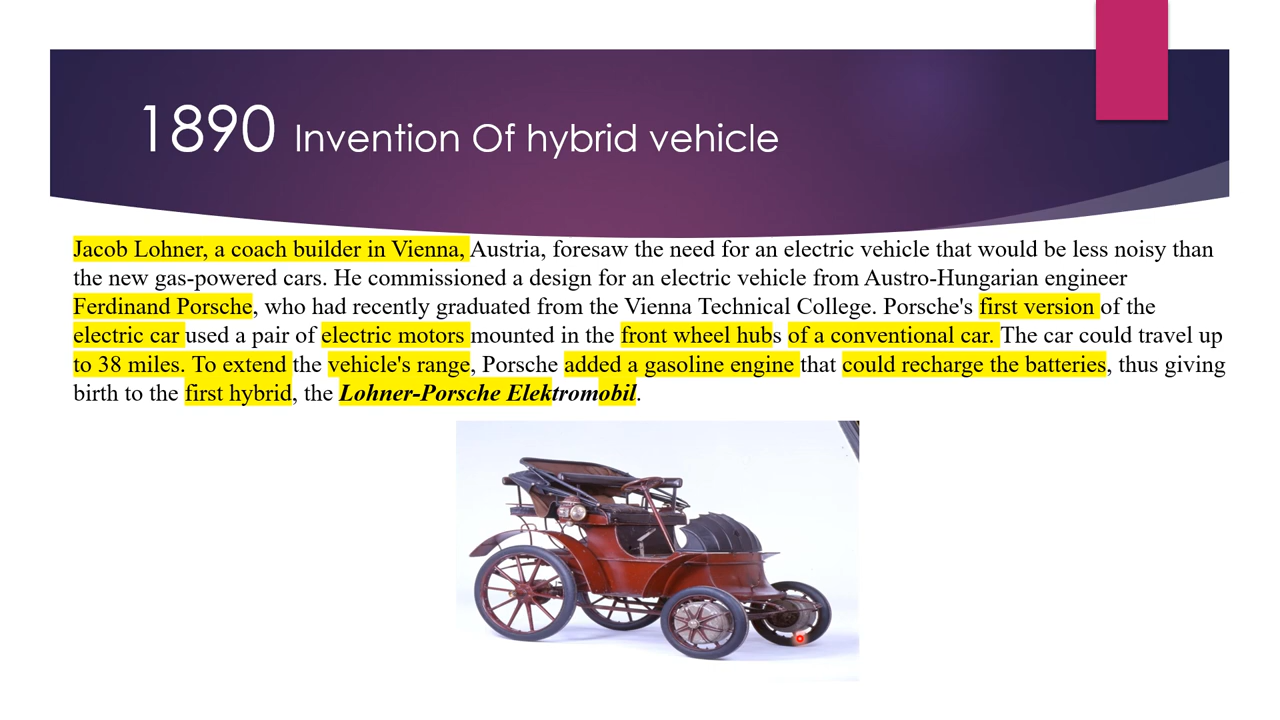 1890 Invention Of hybrid vehicle
Jacob Lohner, a coach builder in Vienna, Austria, foresaw the need for an electric vehicle that would be less noisy than
the new gas-powered cars. He commissioned a design for an electric vehicle from Austro-Hungarian engineer
Ferdinand Porsche, who had recently graduated from the Vienna Technical College. Porsche's first version of the
electric car used a pair of electric motors mounted in the front wheel hubs of a conventional car. The car could travel up
to 38 miles. To extend the vehicle's range, Porsche added a gasoline engine that could recharge the batteries, thus giving
birth to the first hybrid, the Lohner-Porsche Elektromobil.